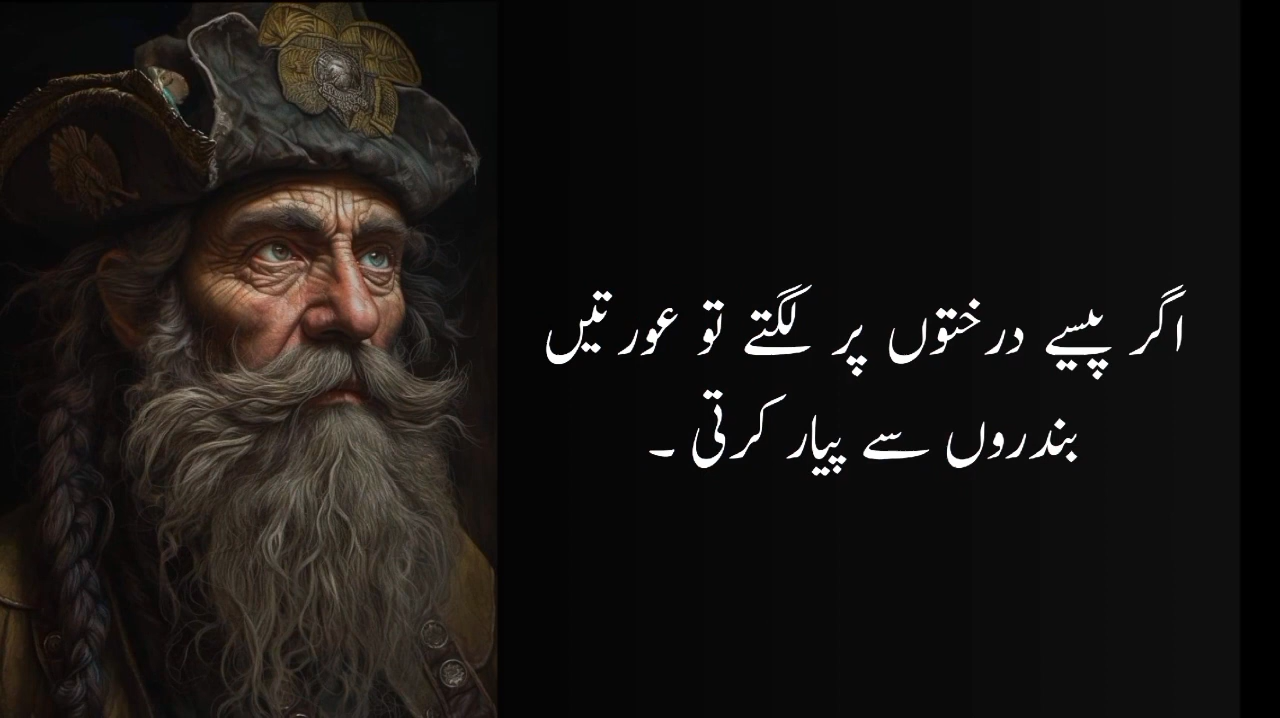 اگر پیسے درختوں پر لگتے تو عورتیں
بندروں سے پیار کرتی ۔